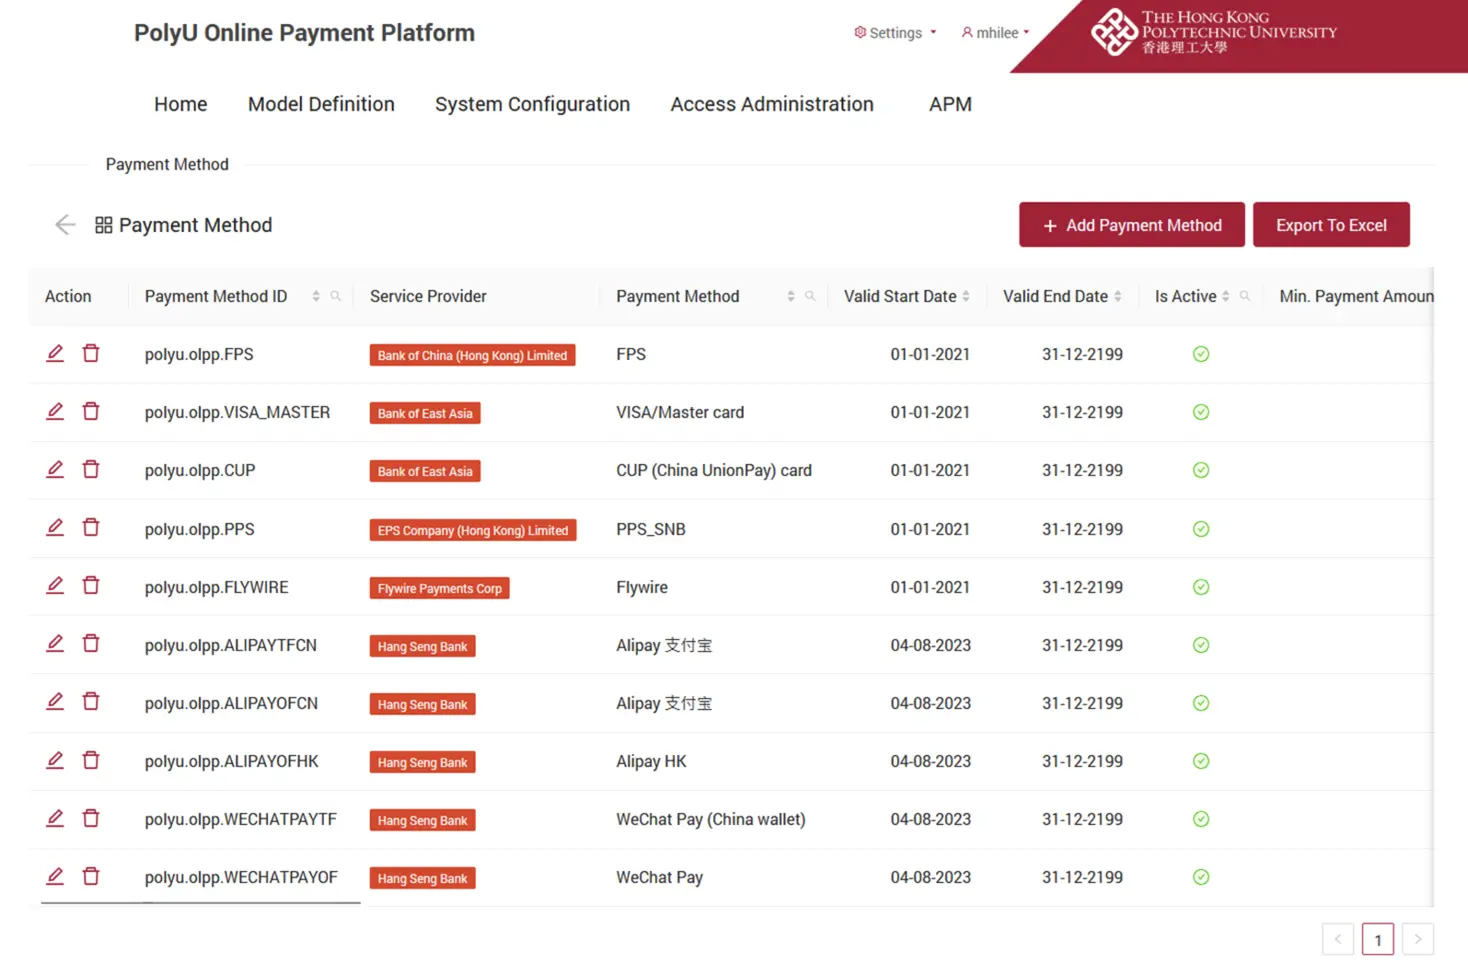 PolyU Online Payment Platform
Settings
mhilee
THE HONG KONG
POLYTECHNIC UNIVERSITY
香港理工大學
Home Model Definition System Configuration Access Administration APM
Payment Method
Payment Method
+ Add Payment Method Export To Excel
Action Payment Method ID Service Provider Payment Method Valid Start Date Valid End Date Is Active Min. Payment Amoun
polyu.olpp.FPS Bank of China (Hong Kong) Limited FPS 01-01-2021 31-12-2199
polyu.olpp.VISA_MASTER Bank of East Asia VISA/Master card 01-01-2021 31-12-2199
polyu.olpp.CUP Bank of East Asia CUP (China UnionPay) card 01-01-2021 31-12-2199
polyu.olpp.PPS EPS Company (Hong Kong) Limited PPS_SNB 01-01-2021 31-12-2199
polyu.olpp.FLYWIRE Flywire Payments Corp Flywire 01-01-2021 31-12-2199
polyu.olpp.ALIPAYTFCN Hang Seng Bank Alipay 支付宝 04-08-2023 31-12-2199
polyu.olpp.ALIPAYOFCN Hang Seng Bank Alipay 支付宝 04-08-2023 31-12-2199
polyu.olpp.ALIPAYOFHK Hang Seng Bank Alipay HK 04-08-2023 31-12-2199
polyu.olpp.WECHATPAYTF Hang Seng Bank WeChat Pay (China wallet) 04-08-2023 31-12-2199
polyu.olpp.WECHATPAYOF Hang Seng Bank WeChat Pay 04-08-2023 31-12-2199
< 1 >